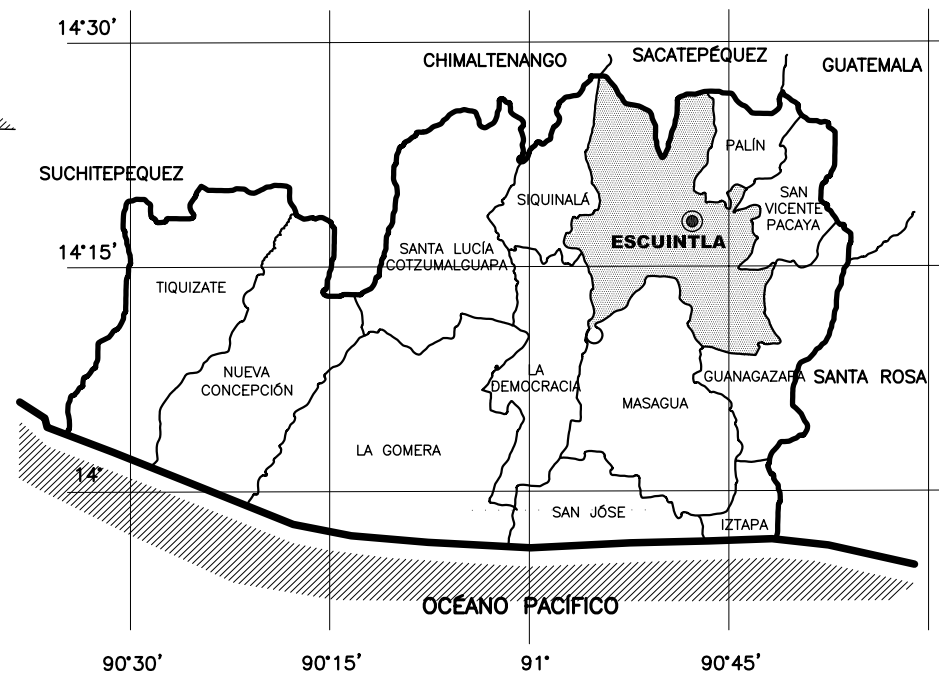 14°30'
CHIMALTENANGO
SACATEPÉQUEZ
GUATEMALA
PALÍN
SUCHITEPEQUEZ
SIQUINALÁ
SAN
VICENTE
PACAYA
ESCUINTLA
14°15'
SANTA LUCÍA
COTZUMALGUAPA
TIQUIZATE
NUEVA
CONCEPCIÓN
LA
DEMOCRACIA
GUANAGAZAPA
SANTA ROSA
MASAGUA
LA GOMERA
14°
SAN JÓSE
IZTAPA
OCÉANO PACÍFICO
90°30'
90°15'
91°
90°45'